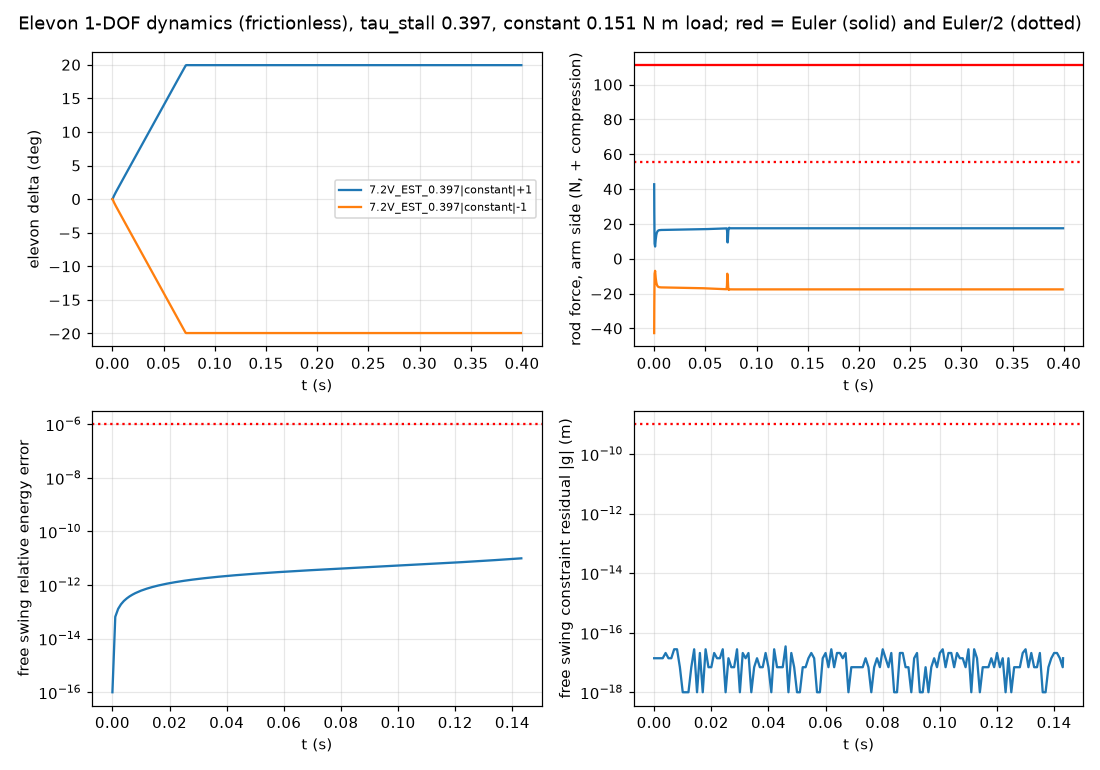 Elevon 1-DOF dynamics (frictionless), tau_stall 0.397, constant 0.151 N m load; red = Euler (solid) and Euler/2 (dotted)
elevon delta (deg)
20
15
10
5
0
−5
−10
−15
−20
7.2V_EST_0.397|constant|+1
7.2V_EST_0.397|constant|-1
0.00 0.05 0.10 0.15 0.20 0.25 0.30 0.35 0.40
t (s)
rod force, arm side (N, + compression)
100
80
60
40
20
0
−20
−40
0.00 0.05 0.10 0.15 0.20 0.25 0.30 0.35 0.40
t (s)
free swing relative energy error
10⁻⁶
10⁻⁸
10⁻¹⁰
10⁻¹²
10⁻¹⁴
10⁻¹⁶
0.00 0.02 0.04 0.06 0.08 0.10 0.12 0.14
t (s)
free swing constraint residual |g| (m)
10⁻¹⁰
10⁻¹²
10⁻¹⁴
10⁻¹⁶
10⁻¹⁸
0.00 0.02 0.04 0.06 0.08 0.10 0.12 0.14
t (s)